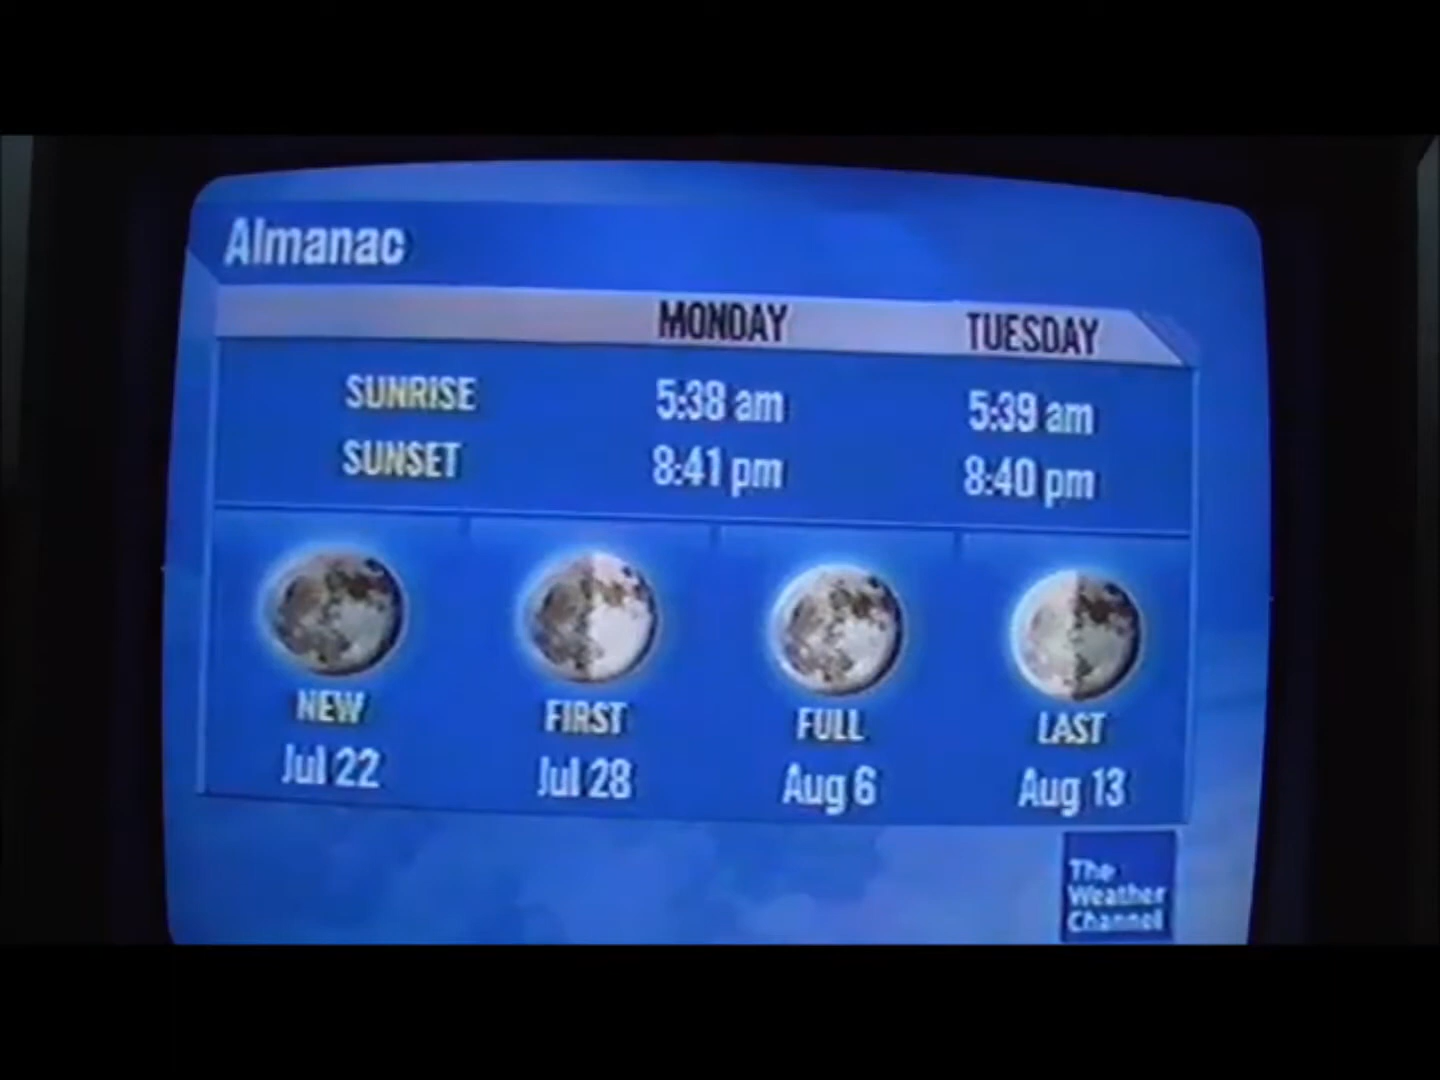 Almanac
MONDAY TUESDAY
SUNRISE 5:38 am 5:39 am
SUNSET 8:41 pm 8:40 pm
NEW FIRST FULL LAST
Jul 22 Jul 28 Aug 6 Aug 13
The
Weather
Channel